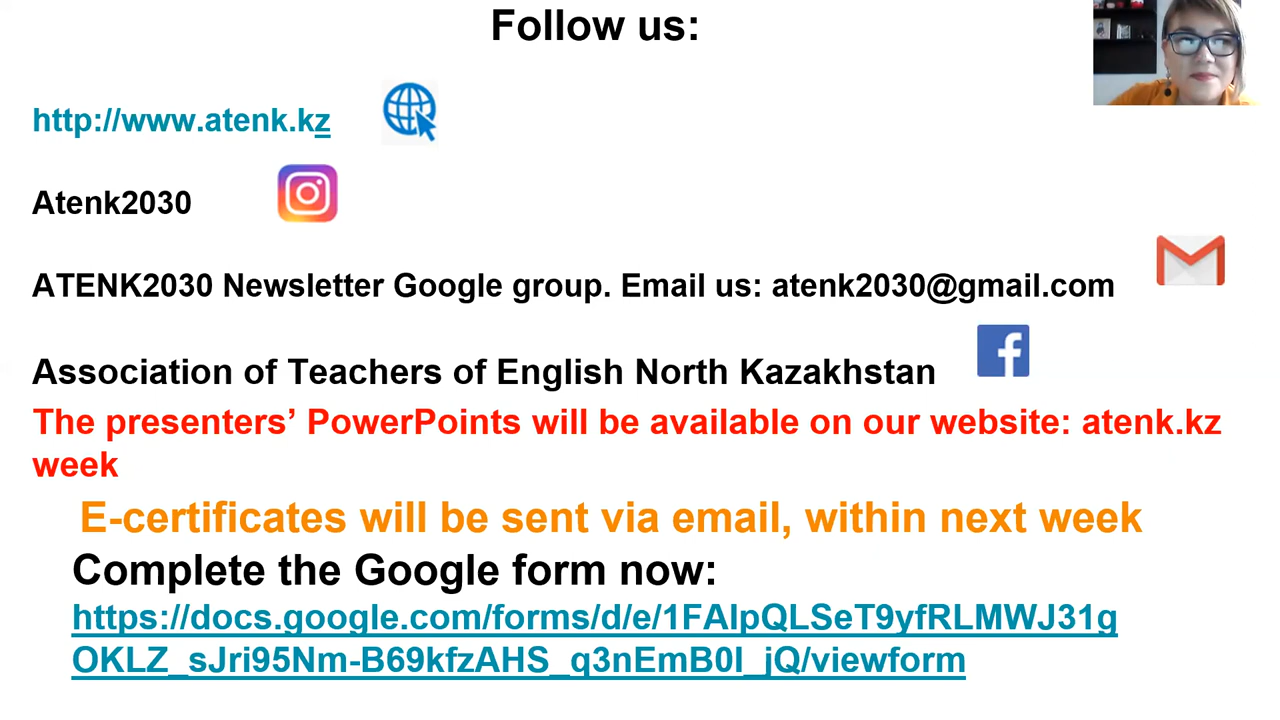 Follow us:
http://www.atenk.kz
Atenk2030
ATENK2030 Newsletter Google group. Email us: atenk2030@gmail.com
Association of Teachers of English North Kazakhstan
The presenters’ PowerPoints will be available on our website: atenk.kz
week
E-certificates will be sent via email, within next week
Complete the Google form now:
https://docs.google.com/forms/d/e/1FAIpQLSeT9yfRLMWJ31g
OKLZ_sJri95Nm-B69kfzAHS_q3nEmB0I_jQ/viewform